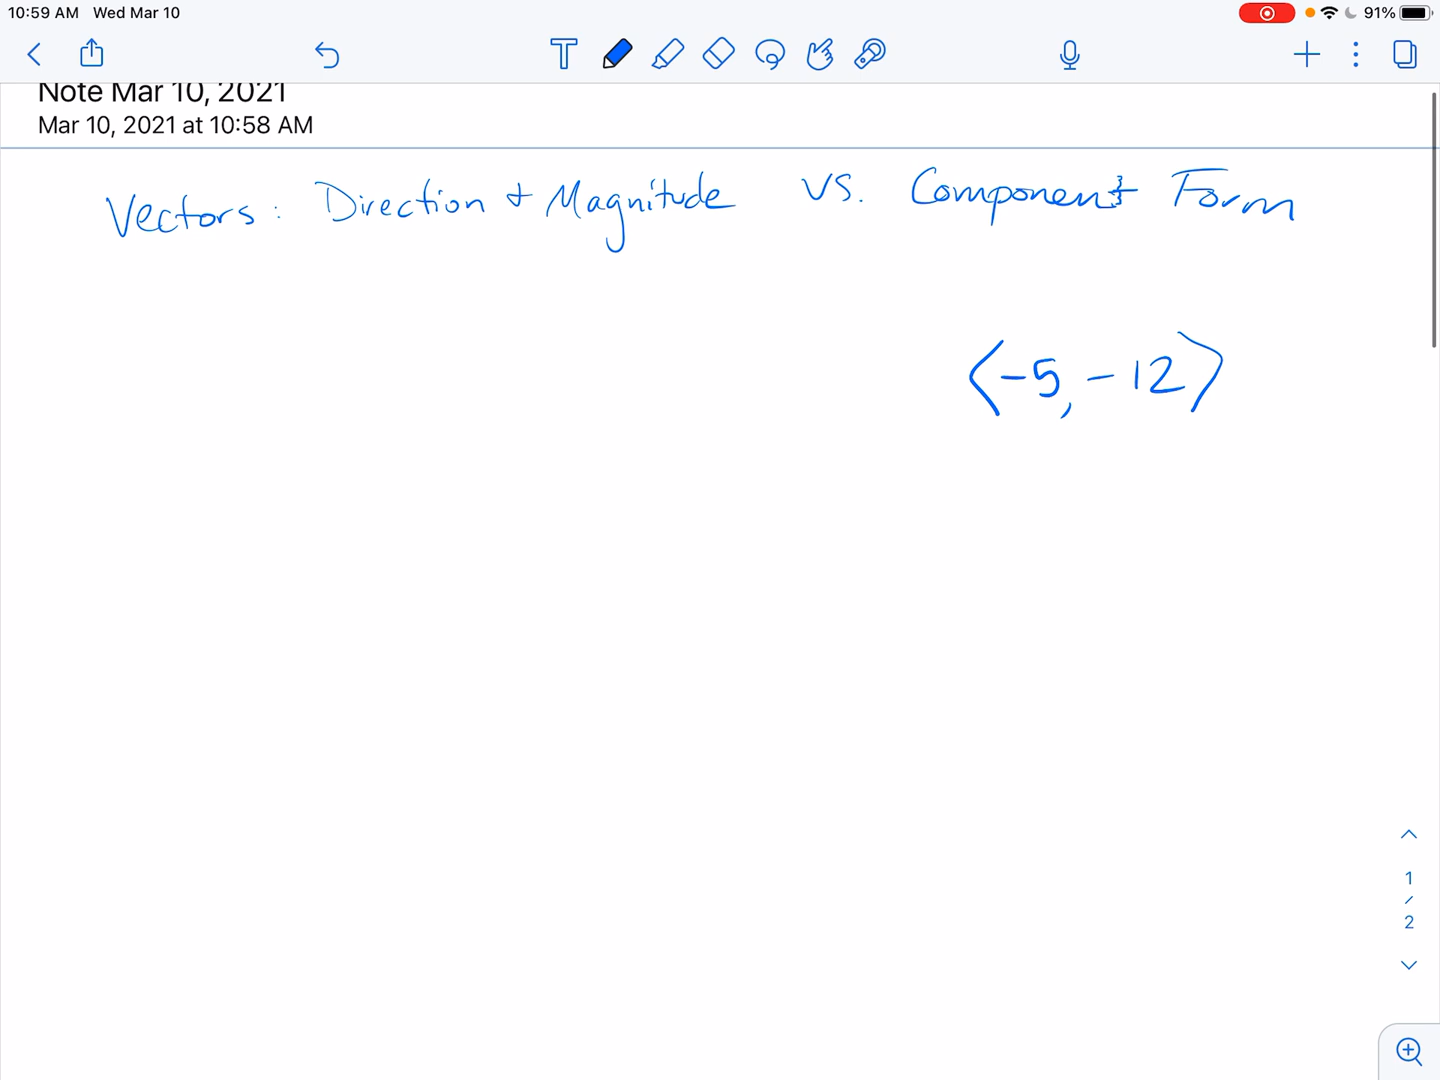 10:59 AM Wed Mar 10 91%
Note Mar 10, 2021
Mar 10, 2021 at 10:58 AM
Vectors: Direction + Magnitude vs. Component Form
⟨-5, -12⟩
1
/
2